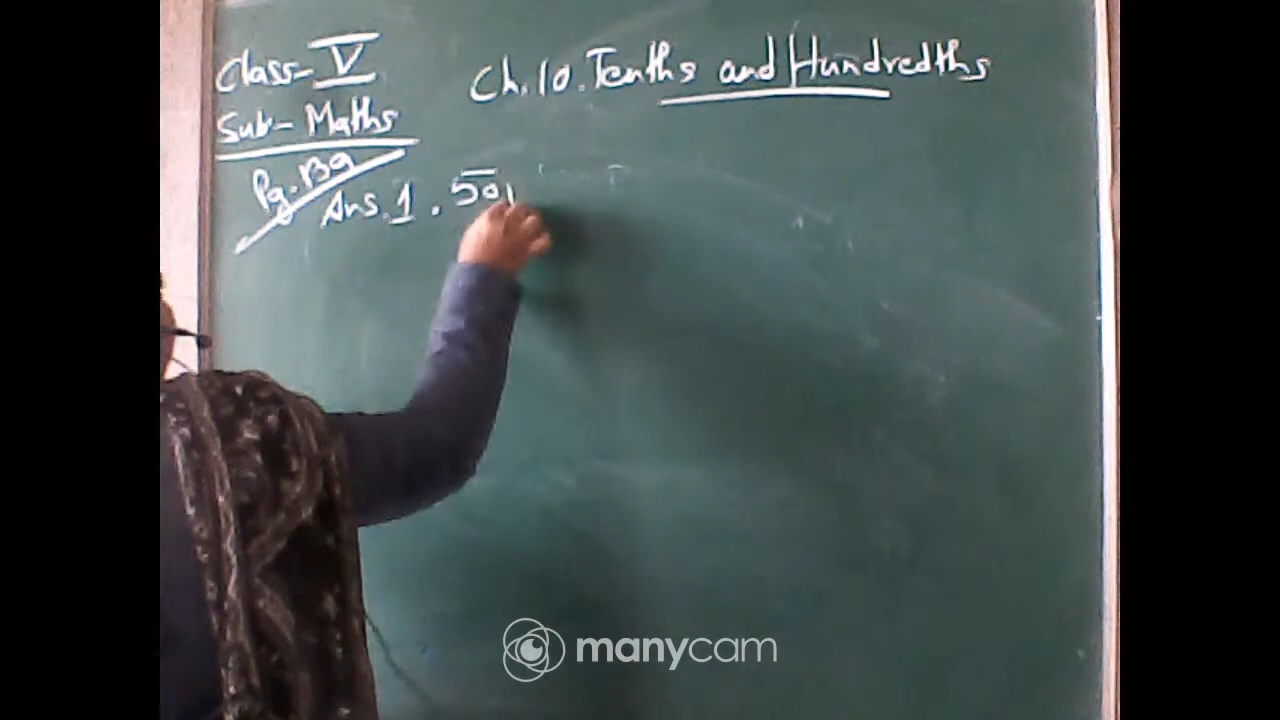 Class- V
Ch.10. Tenths and Hundredths
Sub- Maths
Pg. 139
Ans. 1. 50
manycam